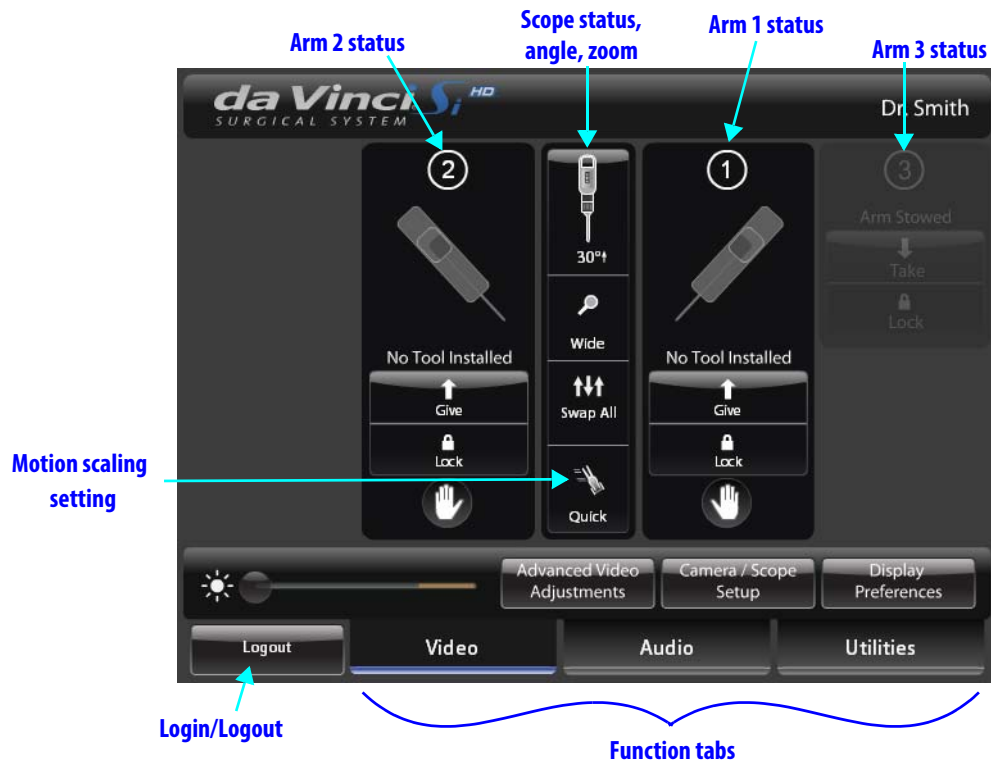 Scope status,
angle, zoom
Arm 2 status
Arm 1 status
Arm 3 status
da Vinci Si HD
SURGICAL SYSTEM
Dr. Smith
2
No Tool Installed
Give
Lock
30°
Wide
Swap All
Quick
1
No Tool Installed
Give
Lock
3
Arm Stowed
Take
Lock
Motion scaling
setting
Advanced Video
Adjustments
Camera / Scope
Setup
Display
Preferences
Logout
Video
Audio
Utilities
Login/Logout
Function tabs